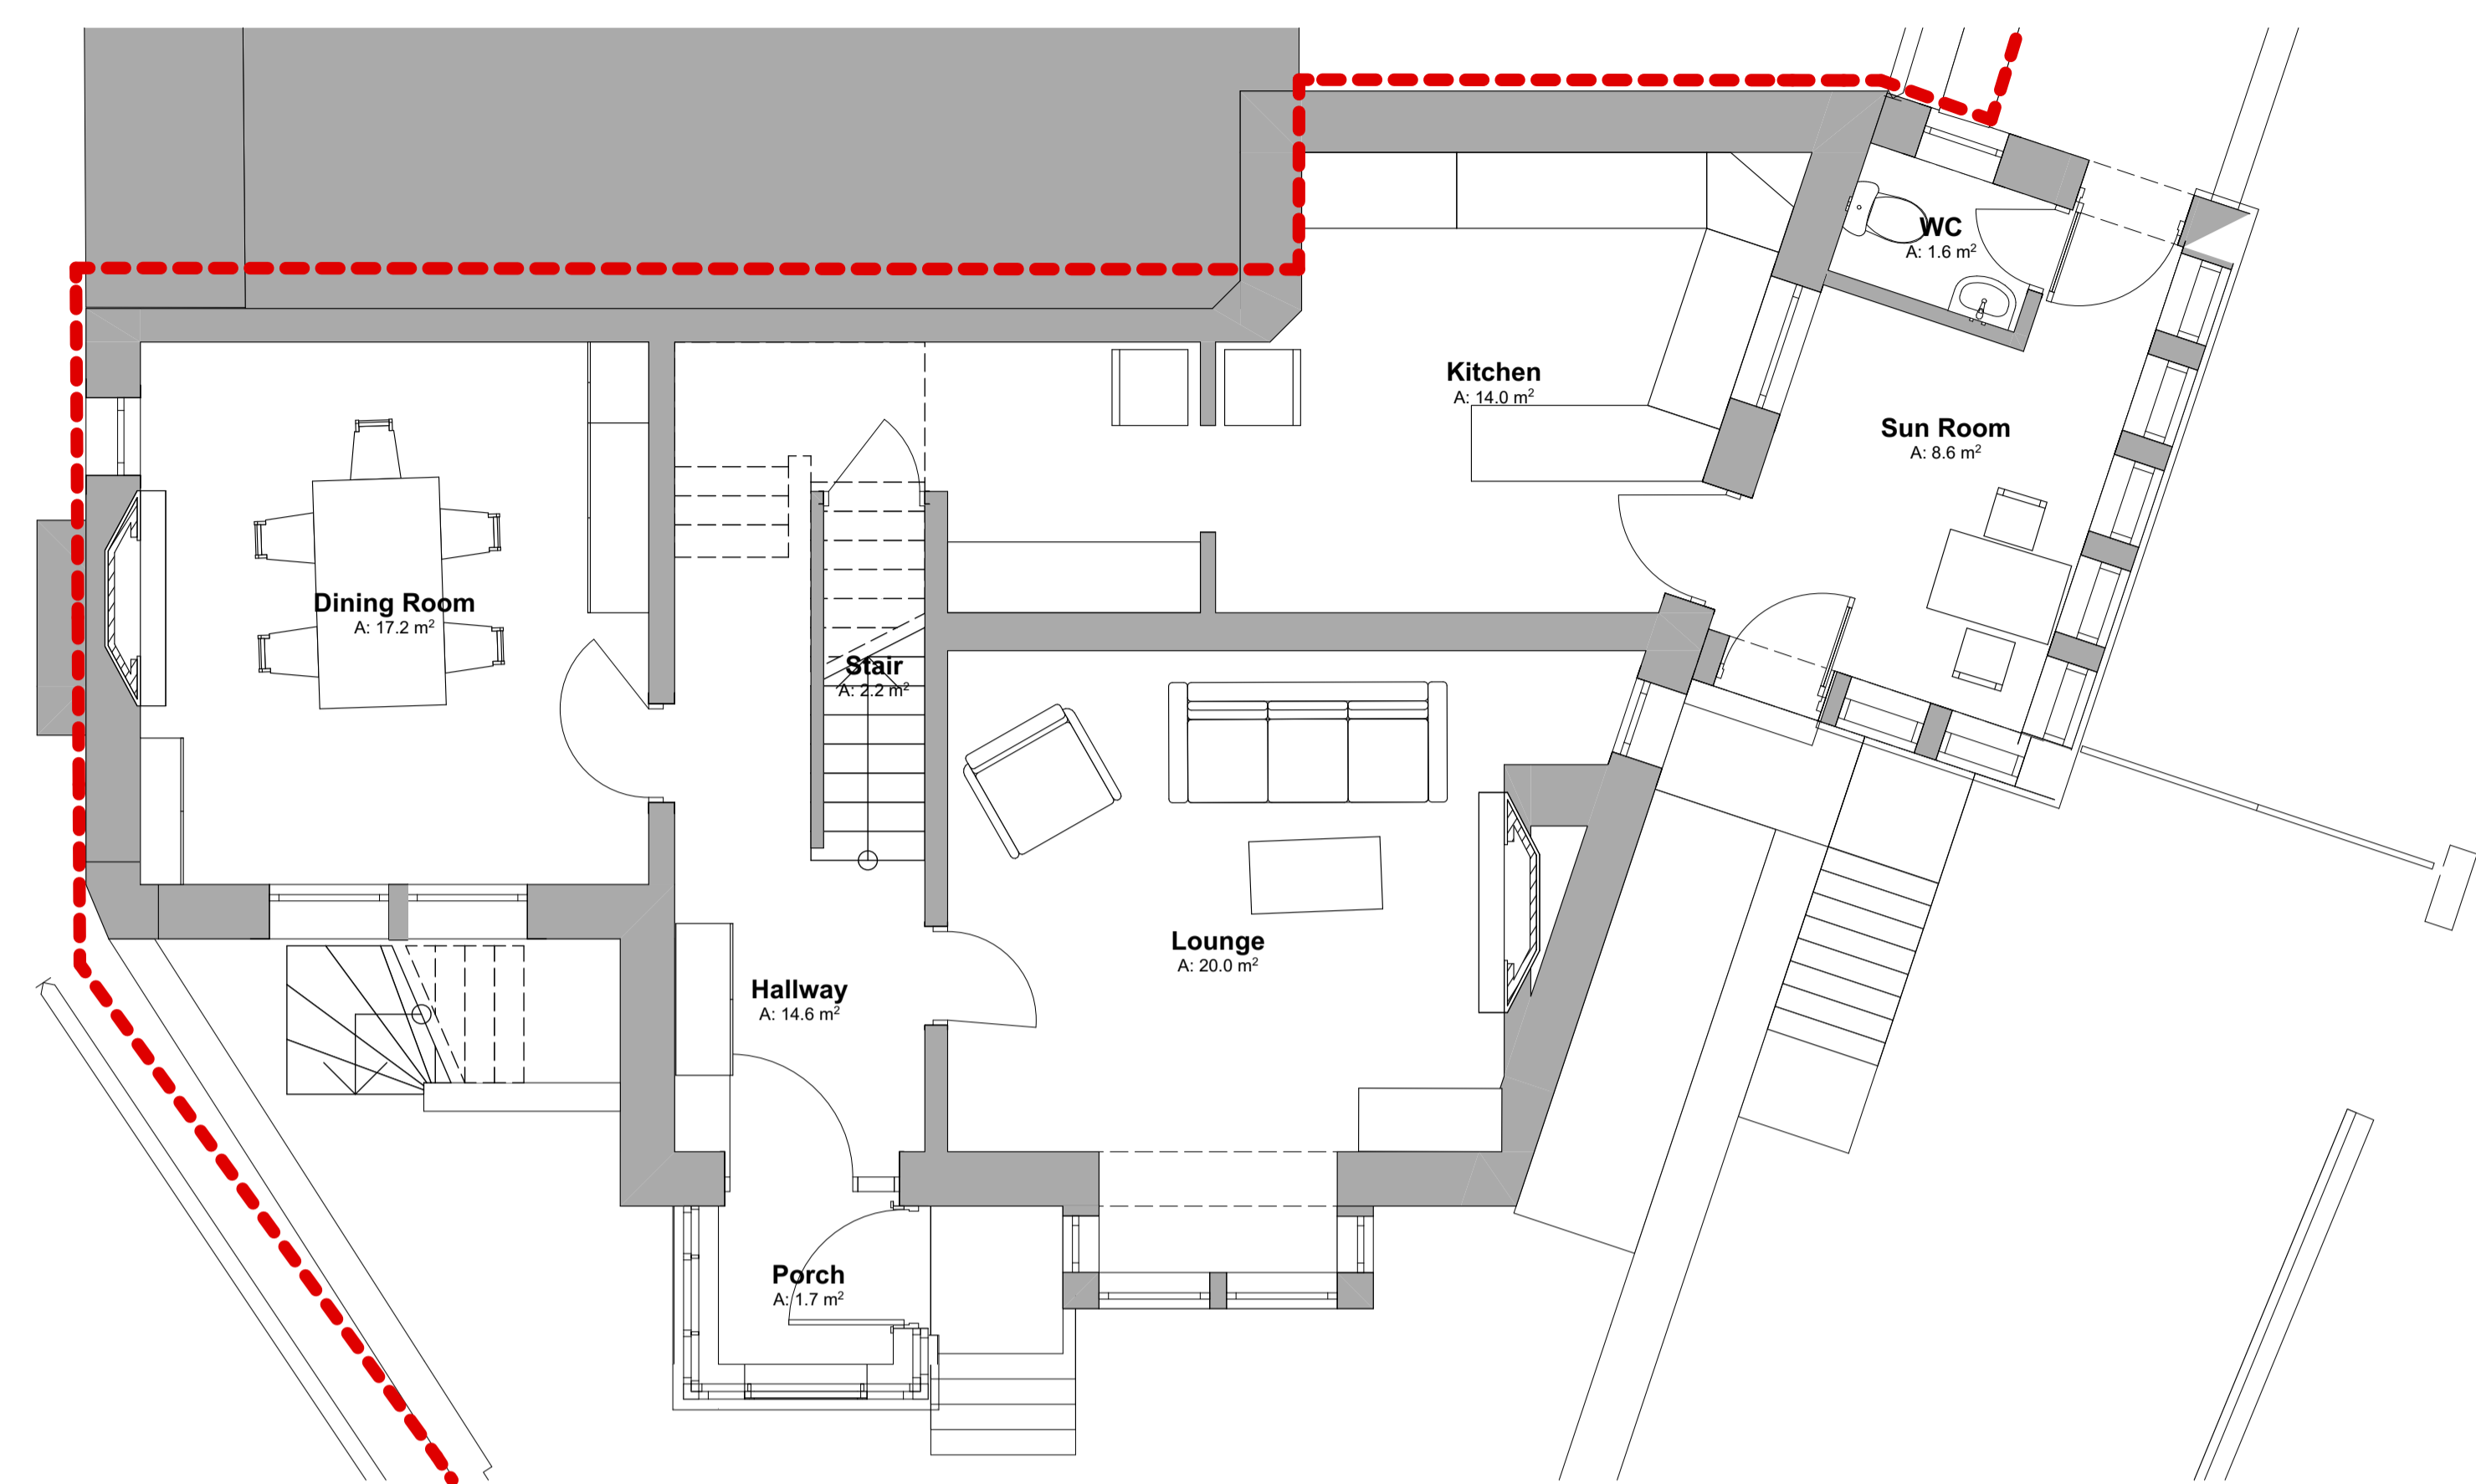 WC
A: 1.6 m²
Kitchen
A: 14.0 m²
Sun Room
A: 8.6 m²
Dining Room
A: 17.2 m²
Stair
A: 2.2 m²
Lounge
A: 20.0 m²
Hallway
A: 14.6 m²
Porch
A: 1.7 m²